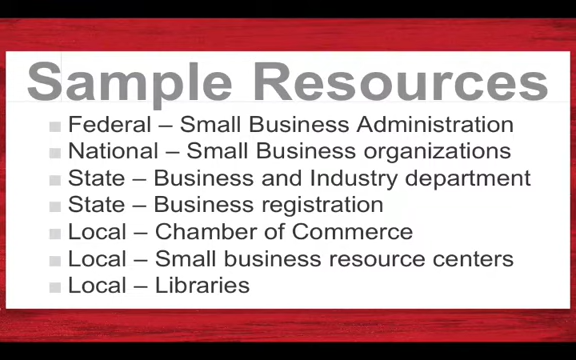 Sample Resources
Federal – Small Business Administration
National – Small Business organizations
State – Business and Industry department
State – Business registration
Local – Chamber of Commerce
Local – Small business resource centers
Local – Libraries